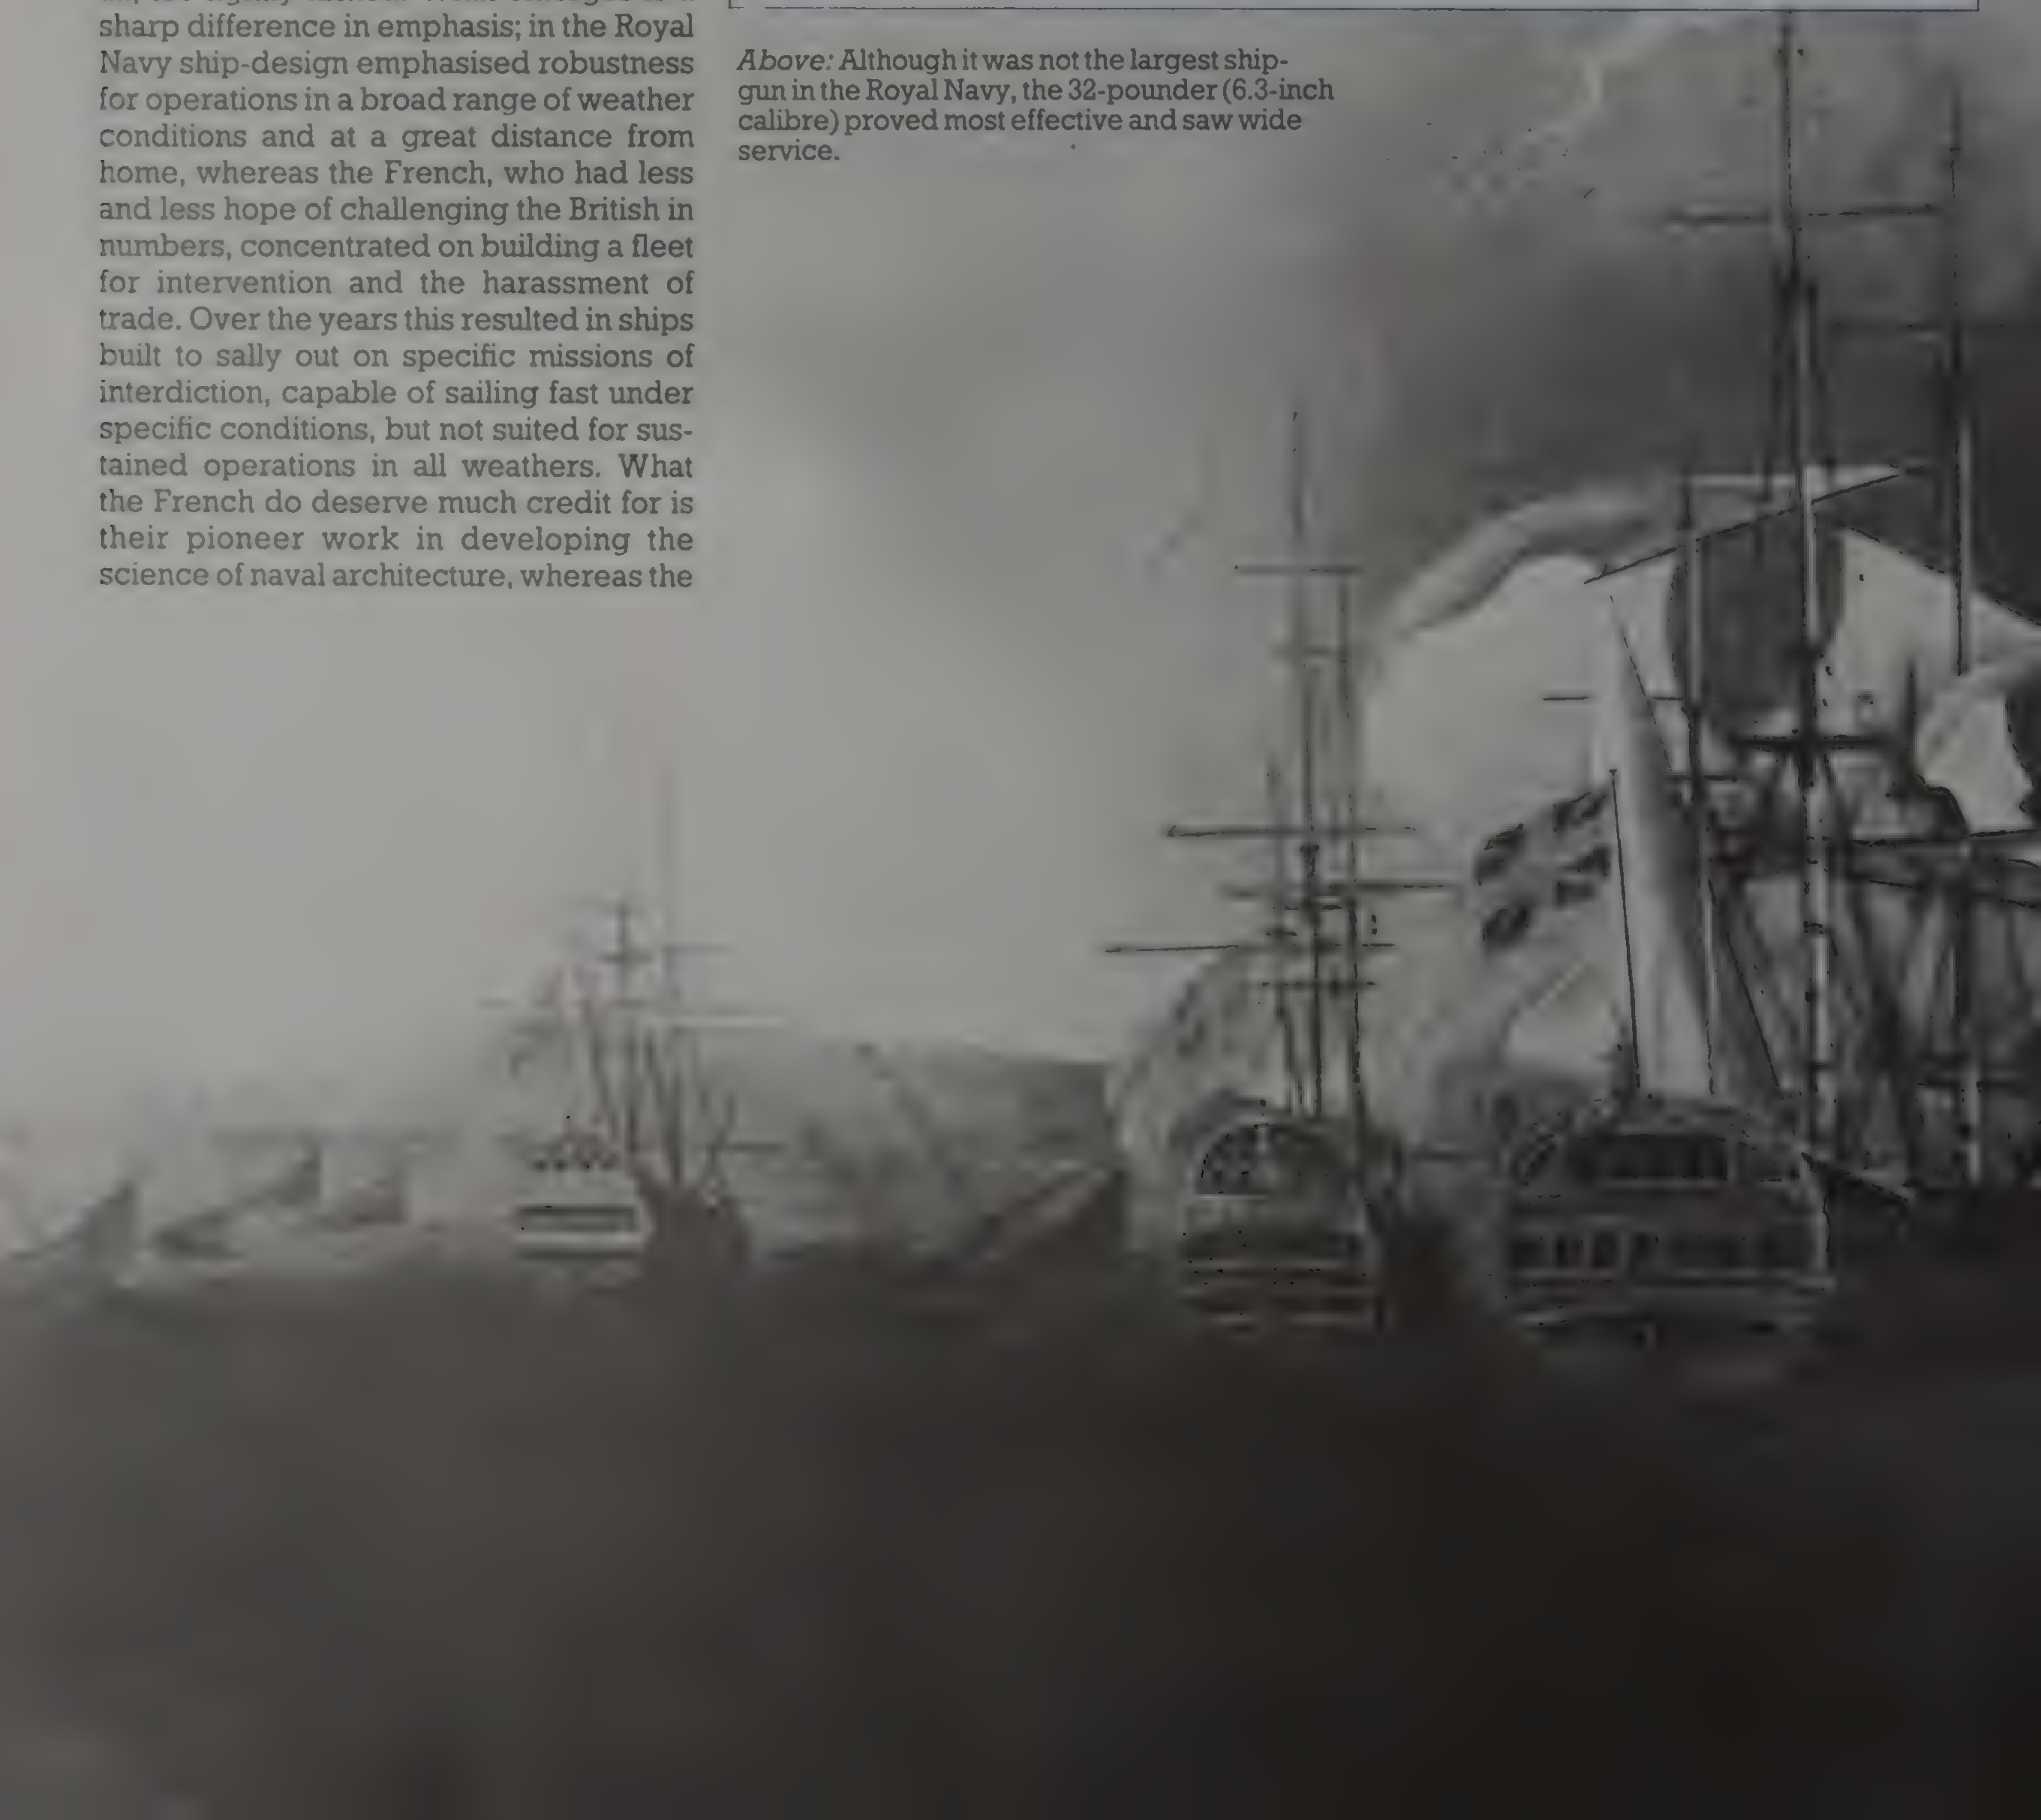 sharp difference in emphasis; in the Royal
Navy ship-design emphasised robustness
for operations in a broad range of weather
conditions and at a great distance from
home, whereas the French, who had less
and less hope of challenging the British in
numbers, concentrated on building a fleet
for intervention and the harassment of
trade. Over the years this resulted in ships
built to sally out on specific missions of
interdiction, capable of sailing fast under
specific conditions, but not suited for sus-
tained operations in all weathers. What
the French do deserve much credit for is
their pioneer work in developing the
science of naval architecture, whereas the
Above: Although it was not the largest ship-
gun in the Royal Navy, the 32-pounder (6.3-inch
calibre) proved most effective and saw wide
service.